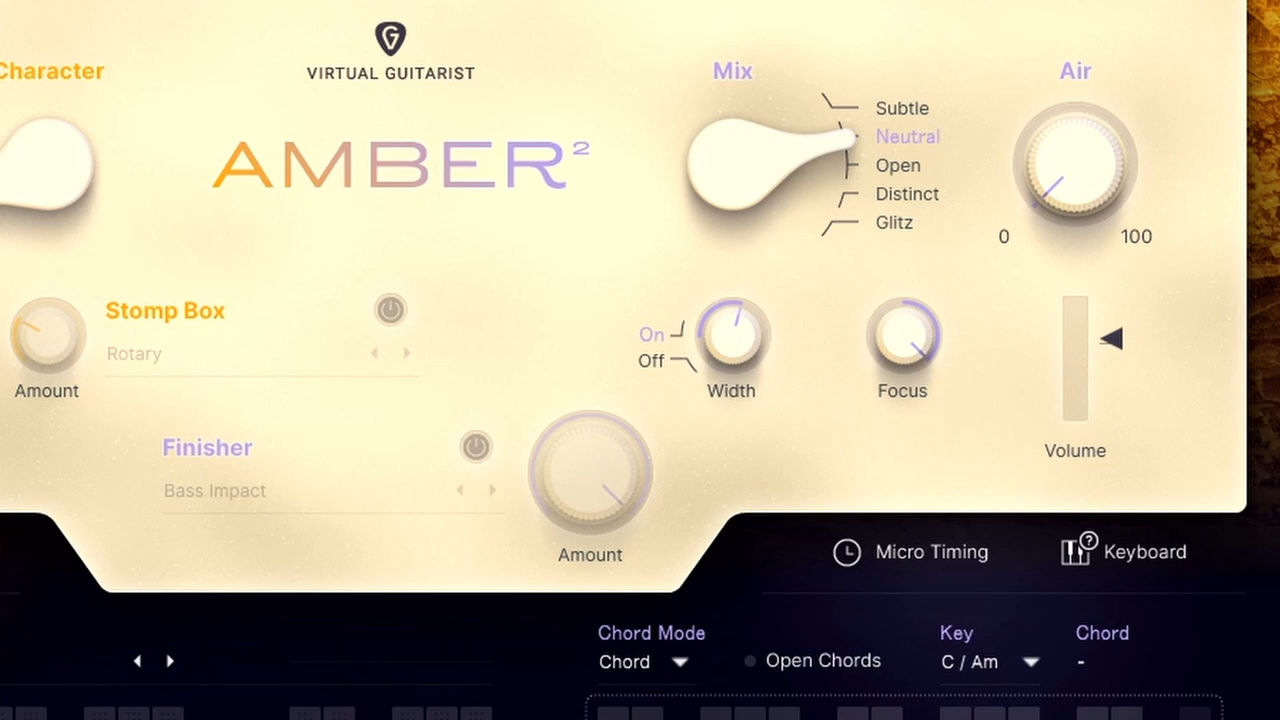 Character
VIRTUAL GUITARIST
AMBER²
Mix
Subtle
Neutral
Open
Distinct
Glitz
Air
0
100
Stomp Box
Rotary
Amount
On
Off
Width
Focus
Volume
Finisher
Bass Impact
Amount
Micro Timing
? Keyboard
Chord Mode
Chord
Open Chords
Key
C / Am
Chord
-